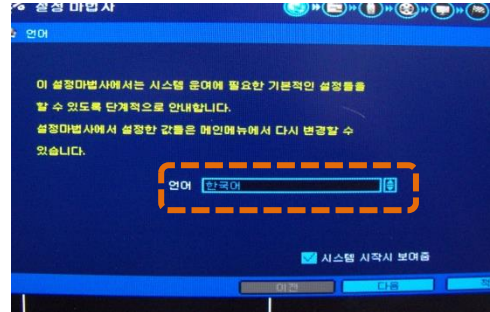 설정 마법사
언어
이 설정마법사에서는 시스템 운여에 필요한 기본적인 설정들을
할 수 있도록 단계적으로 안내합니다.
설정마법사에서 설정한 값들은 메인메뉴에서 다시 변경할 수
있습니다.
언어 한국어
시스템 시작시 보여줌
이전 다음